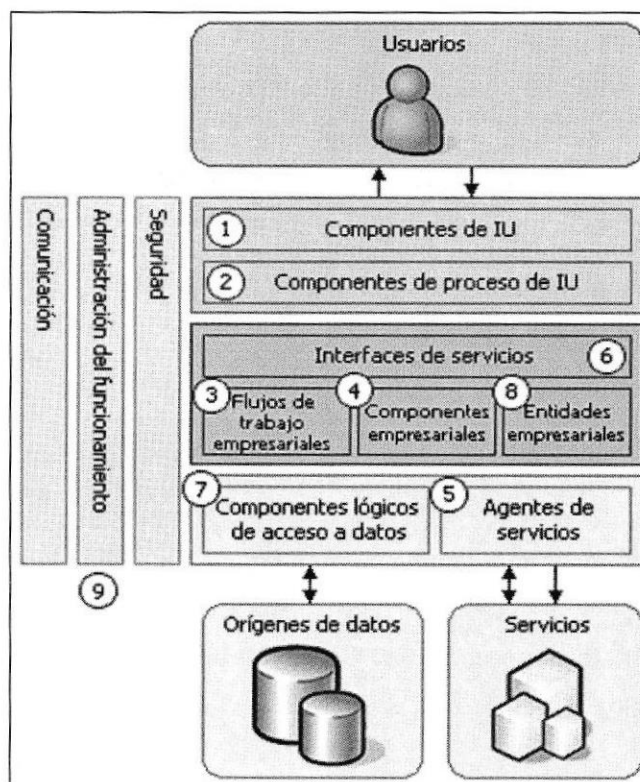 Usuarios
1 Componentes de IU
2 Componentes de proceso de IU
Interfaces de servicios 6
3 Flujos de
trabajo
empresariales
4 Componentes
empresariales
8 Entidades
empresariales
7 Componentes lógicos
de acceso a datos
5 Agentes de
servicios
Comunicación
Administración del funcionamiento
Seguridad
9
Orígenes de datos
Servicios